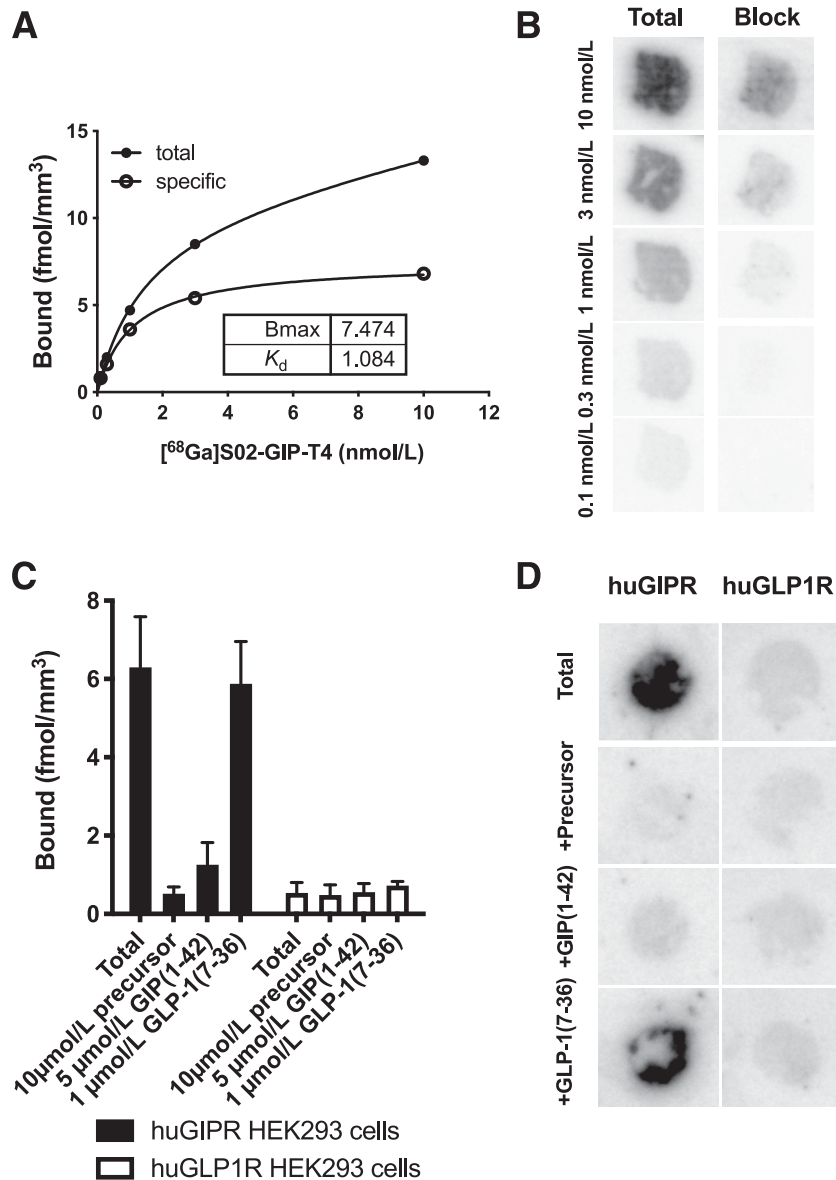 A
15
10
5
0
Bound (fmol/mm³)
total
specific
Bmax 7.474
Kd 1.084
0 2 4 6 8 10 12
[⁶⁸Ga]S02-GIP-T4 (nmol/L)
B
Total Block
10 nmol/L
3 nmol/L
1 nmol/L
0.3 nmol/L
0.1 nmol/L
C
8
6
4
2
0
Bound (fmol/mm³)
Total
10µmol/L precursor
5 µmol/L GIP(1-42)
1 µmol/L GLP-1(7-36)
Total
10µmol/L precursor
5 µmol/L GIP(1-42)
1 µmol/L GLP-1(7-36)
huGIPR HEK293 cells
huGLP1R HEK293 cells
D
huGIPR huGLP1R
Total
+Precursor
+GIP(1-42)
+GLP-1(7-36)